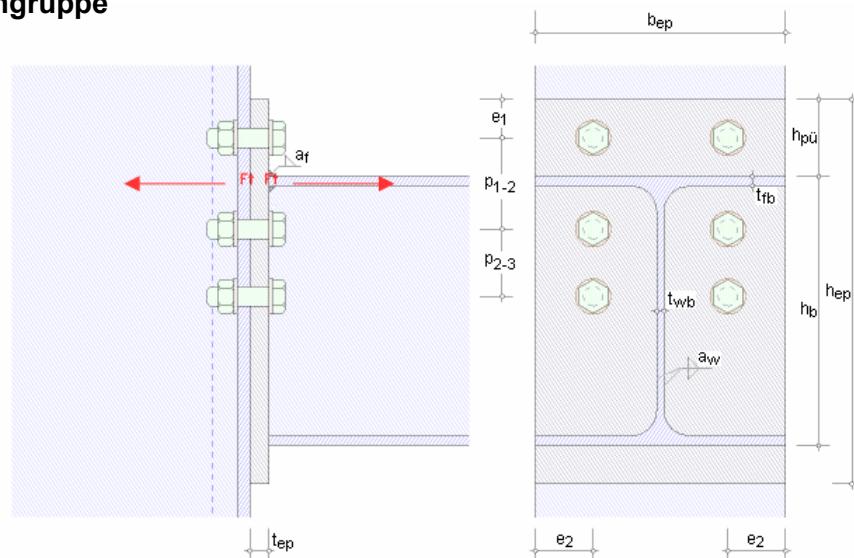 ngruppe
bep
e1
af
hpü
Ft Ft
p1-2
tfb
p2-3
twb
hb
hep
aw
tep
e2
e2